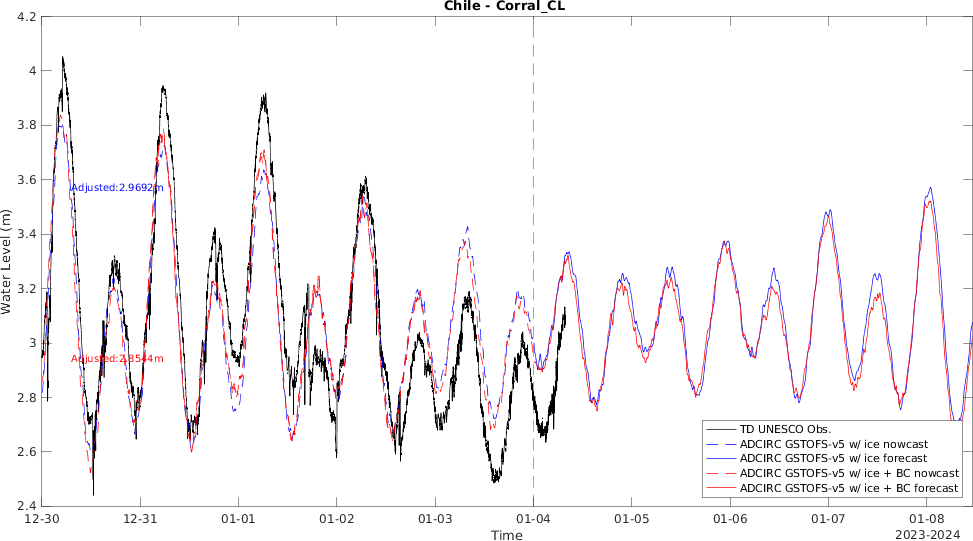 Chile - Corral_CL
4.2
4
3.8
3.6
3.4
3.2
3
2.8
2.6
2.4
Water Level (m)
Adjusted:2.9692m
Adjusted:2.8544m
TD UNESCO Obs.
ADCIRC GSTOFS-v5 w/ ice nowcast
ADCIRC GSTOFS-v5 w/ ice forecast
ADCIRC GSTOFS-v5 w/ ice + BC nowcast
ADCIRC GSTOFS-v5 w/ ice + BC forecast
12-30 12-31 01-01 01-02 01-03 01-04 01-05 01-06 01-07 01-08
Time
2023-2024